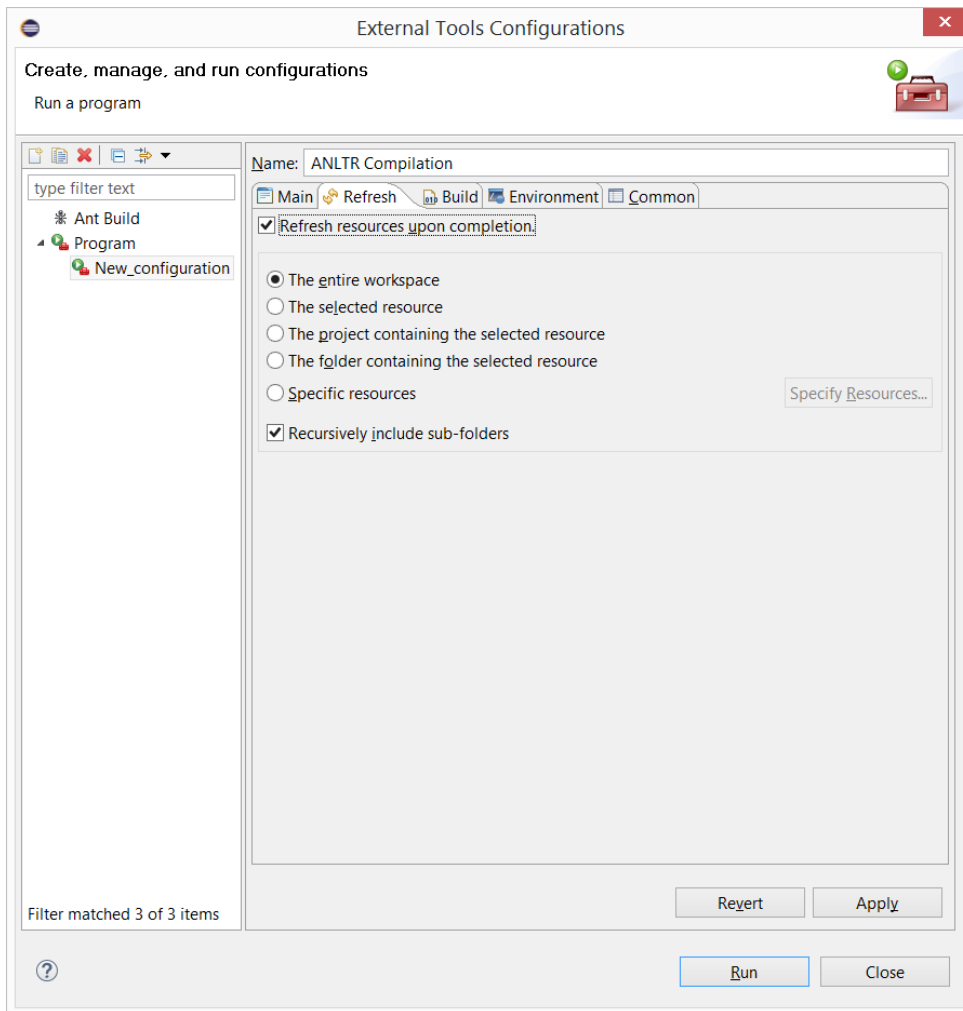 External Tools Configurations
Create, manage, and run configurations
Run a program
type filter text
Ant Build
Program
New_configuration
Filter matched 3 of 3 items
Name: ANLTR Compilation
Main Refresh Build Environment Common
Refresh resources upon completion.
The entire workspace
The selected resource
The project containing the selected resource
The folder containing the selected resource
Specific resources Specify Resources...
Recursively include sub-folders
Revert Apply
Run Close